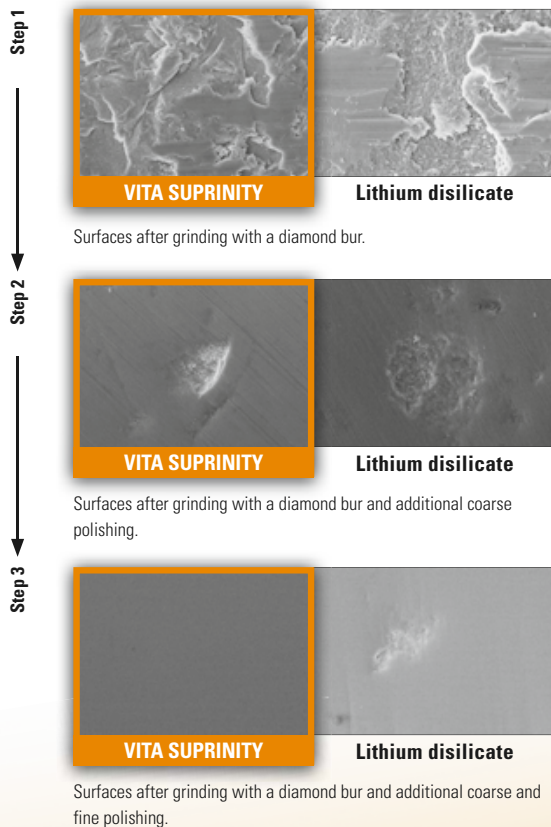 Step 1
VITA SUPRINITY
Lithium disilicate
Surfaces after grinding with a diamond bur.
Step 2
VITA SUPRINITY
Lithium disilicate
Surfaces after grinding with a diamond bur and additional coarse
polishing.
Step 3
VITA SUPRINITY
Lithium disilicate
Surfaces after grinding with a diamond bur and additional coarse and
fine polishing.